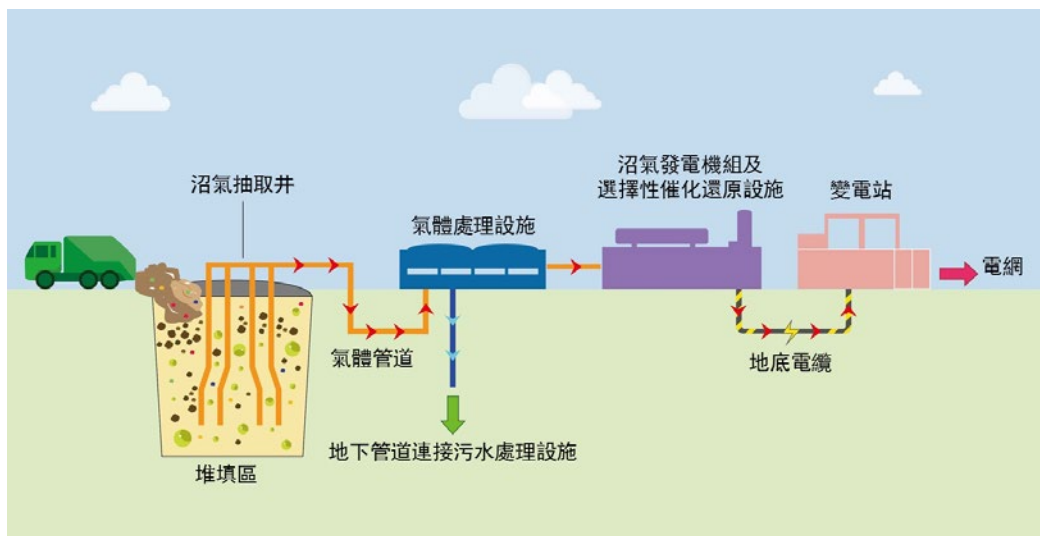 沼氣抽取井
氣體處理設施
沼氣發電機組及
選擇性催化還原設施
變電站
電網
氣體管道
地底電纜
地下管道連接污水處理設施
堆填區